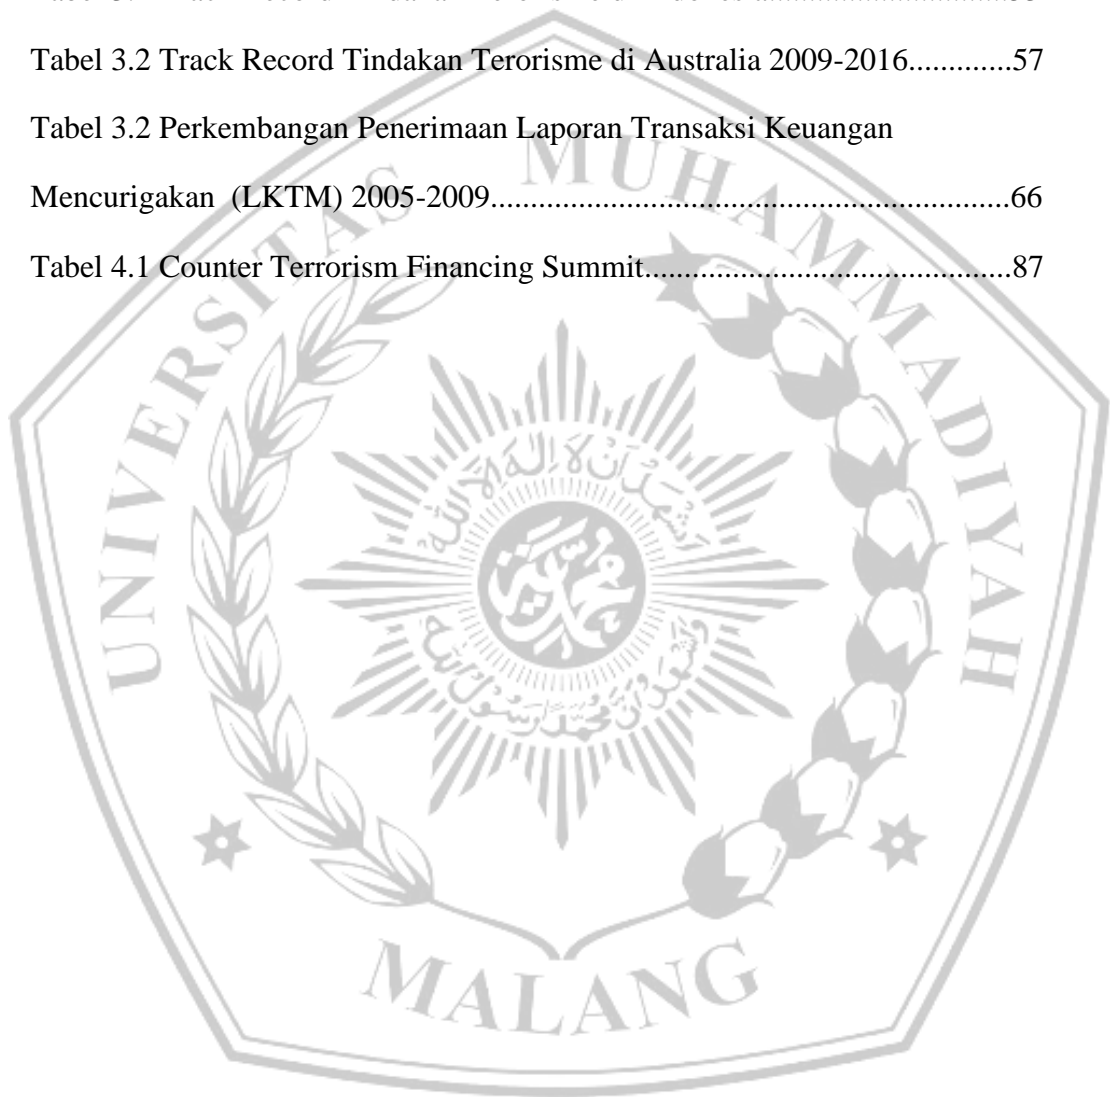 Tabel 3.2 Track Record Tindakan Terorisme di Australia 2009-2016.............57
Tabel 3.2 Perkembangan Penerimaan Laporan Transaksi Keuangan
Mencurigakan (LKTM) 2005-2009.................................................................66
Tabel 4.1 Counter Terrorism Financing Summit..............................................87
UNIVERSITAS MUHAMMADIYAH
MALANG